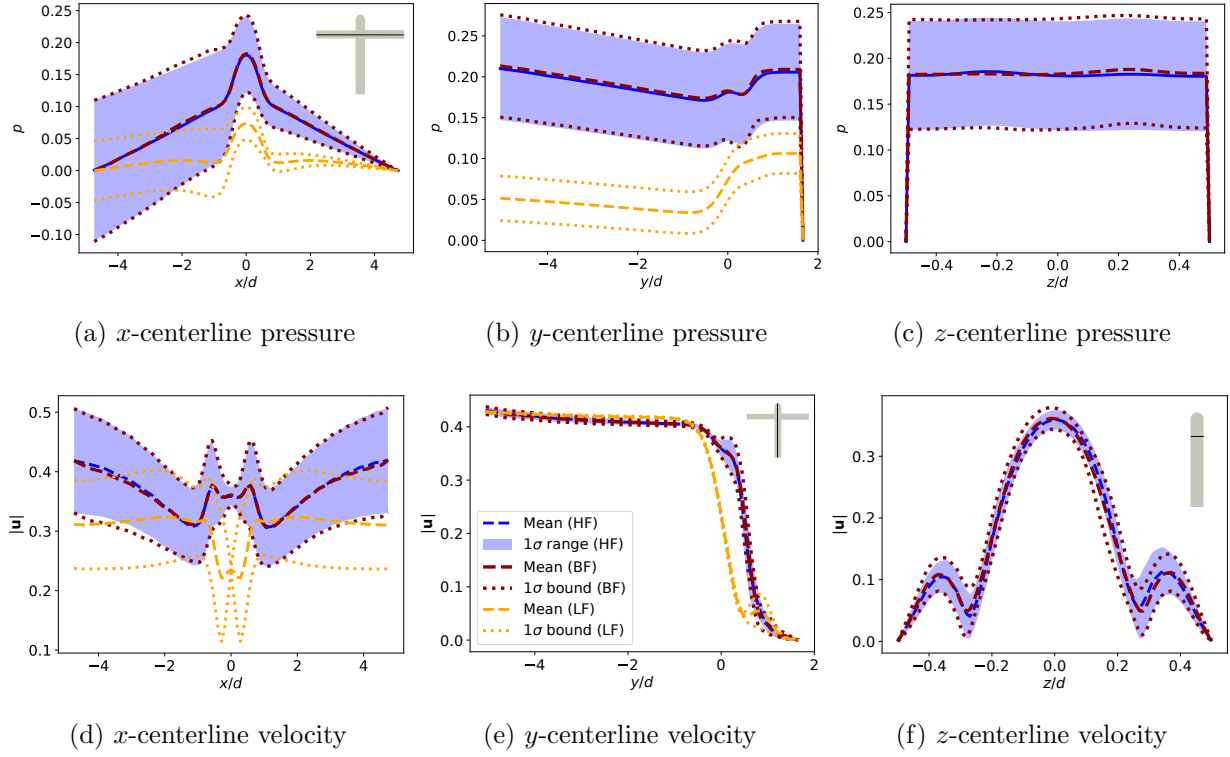 0.25
0.20
0.15
0.10
0.05
0.00
−0.05
−0.10
p
−4 −2 0 2 4
x/d
(a) x-centerline pressure
0.25
0.20
0.15
0.10
0.05
0.00
p
−4 −2 0 2
y/d
(b) y-centerline pressure
0.25
0.20
0.15
0.10
0.05
0.00
p
−0.4 −0.2 0.0 0.2 0.4
z/d
(c) z-centerline pressure
0.5
0.4
0.3
0.2
0.1
|u|
−4 −2 0 2 4
x/d
(d) x-centerline velocity
0.4
0.3
0.2
0.1
0.0
|u|
Mean (HF)
1σ range (HF)
Mean (BF)
1σ bound (BF)
Mean (LF)
1σ bound (LF)
−4 −2 0 2
y/d
(e) y-centerline velocity
0.3
0.2
0.1
0.0
|u|
−0.4 −0.2 0.0 0.2 0.4
z/d
(f) z-centerline velocity